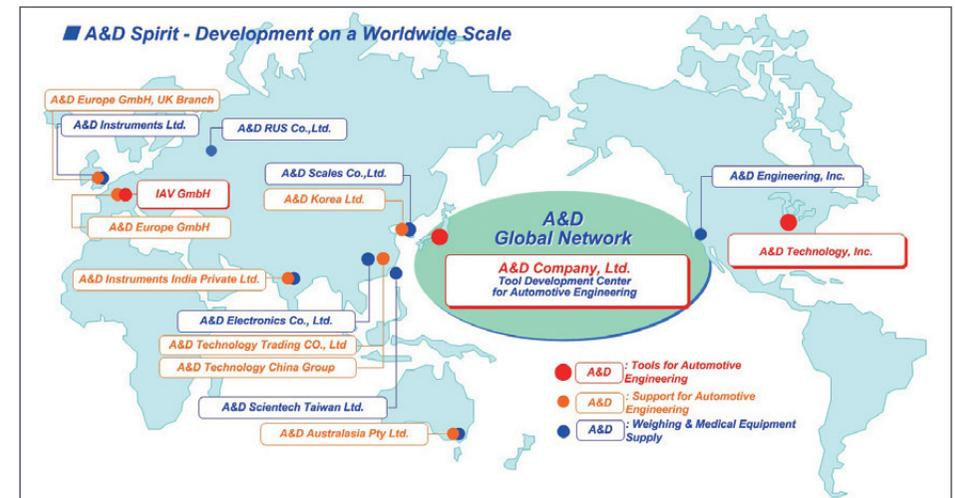 A&D Spirit - Development on a Worldwide Scale
A&D Europe GmbH, UK Branch
A&D Instruments Ltd.
A&D RUS Co.,Ltd.
A&D Scales Co.,Ltd.
A&D Engineering, Inc.
IAV GmbH
A&D Korea Ltd.
A&D Europe GmbH
A&D
Global Network
A&D Technology, Inc.
A&D Company, Ltd.
Tool Development Center
for Automotive Engineering
A&D Instruments India Private Ltd.
A&D Electronics Co., Ltd.
A&D Technology Trading CO., Ltd
A&D Technology China Group
A&D Scientech Taiwan Ltd.
A&D Australasia Pty Ltd.
A&D : Tools for Automotive
Engineering
A&D : Support for Automotive
Engineering
A&D : Weighing & Medical Equipment
Supply